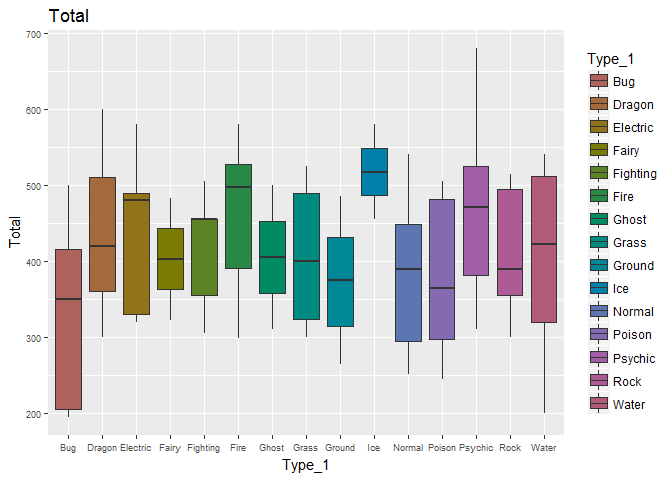 Total
700
600
500
400
300
200
Total
Bug Dragon Electric Fairy Fighting Fire Ghost Grass Ground Ice Normal Poison Psychic Rock Water
Type_1
Type_1
Bug
Dragon
Electric
Fairy
Fighting
Fire
Ghost
Grass
Ground
Ice
Normal
Poison
Psychic
Rock
Water